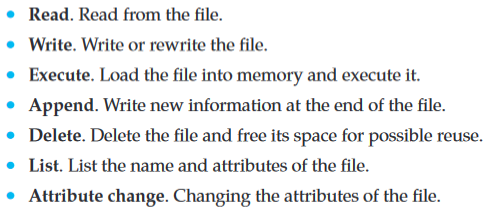 • Read. Read from the file.
• Write. Write or rewrite the file.
• Execute. Load the file into memory and execute it.
• Append. Write new information at the end of the file.
• Delete. Delete the file and free its space for possible reuse.
• List. List the name and attributes of the file.
• Attribute change. Changing the attributes of the file.